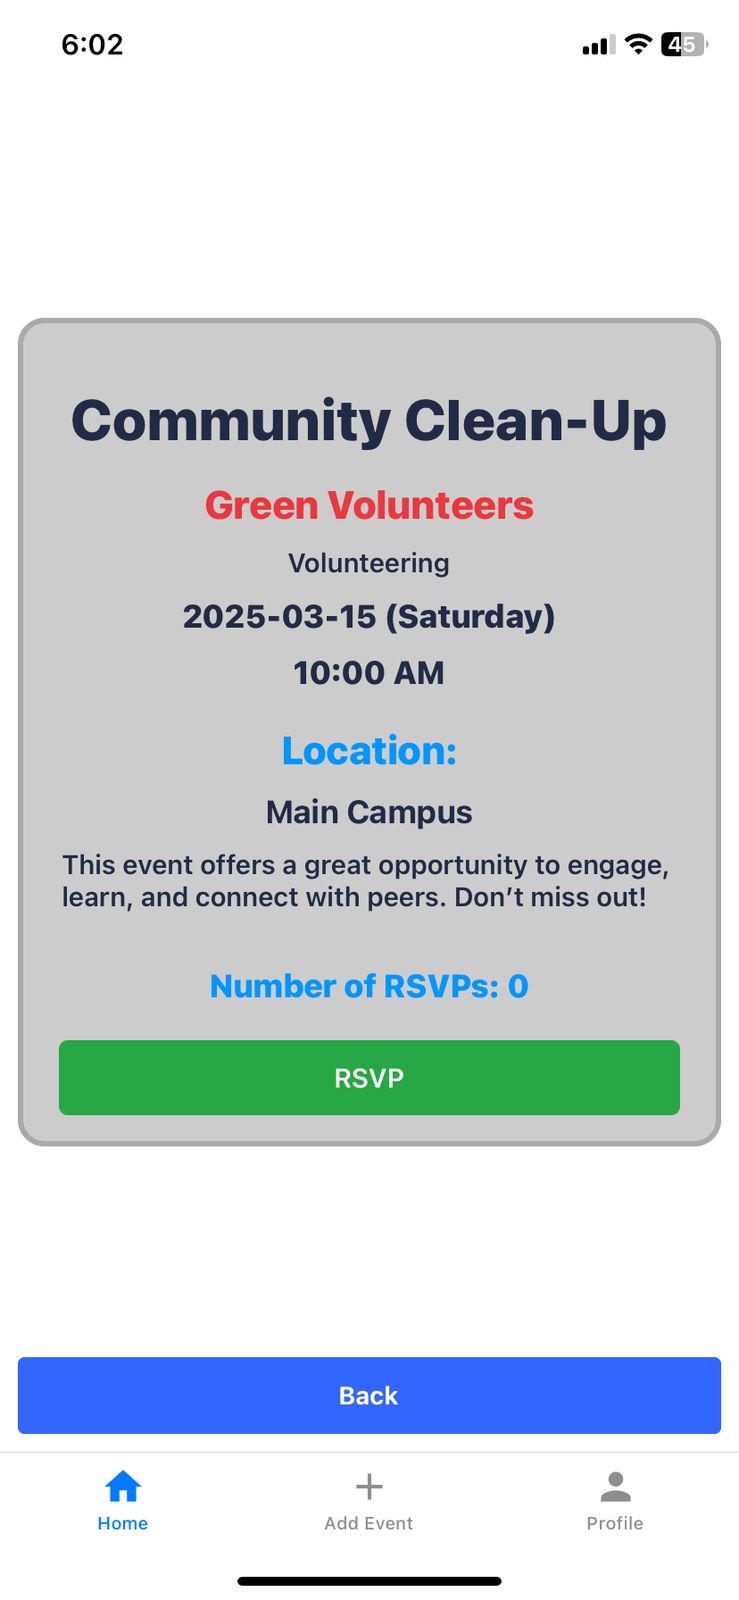 6:02
45
Community Clean-Up
Green Volunteers
Volunteering
2025-03-15 (Saturday)
10:00 AM
Location:
Main Campus
This event offers a great opportunity to engage,
learn, and connect with peers. Don’t miss out!
Number of RSVPs: 0
RSVP
Back
Home
Add Event
Profile